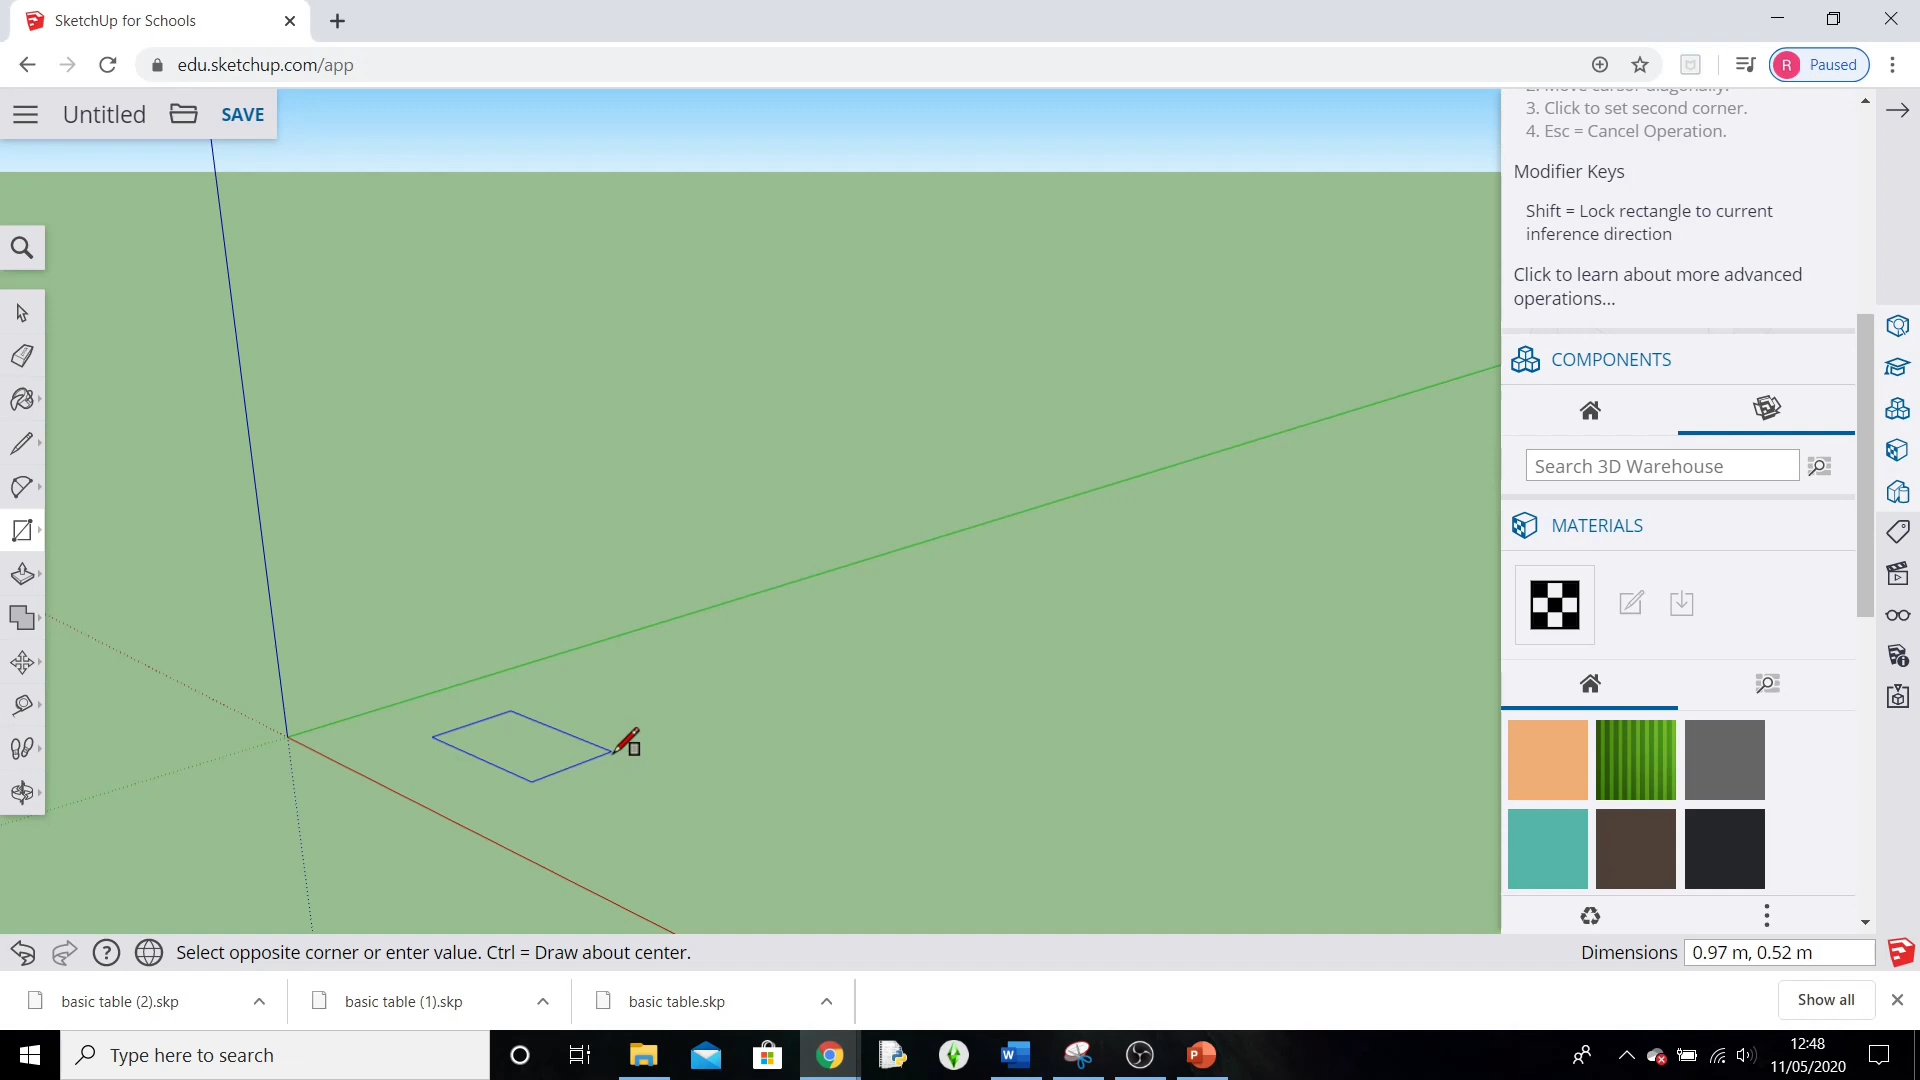 SketchUp for Schools
edu.sketchup.com/app
R Paused
Untitled SAVE
2. Move cursor diagonally.
3. Click to set second corner.
4. Esc = Cancel Operation.
Modifier Keys
Shift = Lock rectangle to current
inference direction
Click to learn about more advanced
operations...
COMPONENTS
Search 3D Warehouse
MATERIALS
Select opposite corner or enter value. Ctrl = Draw about center.
Dimensions 0.97 m, 0.52 m
basic table (2).skp
basic table (1).skp
basic table.skp
Show all
Type here to search
12:48
11/05/2020